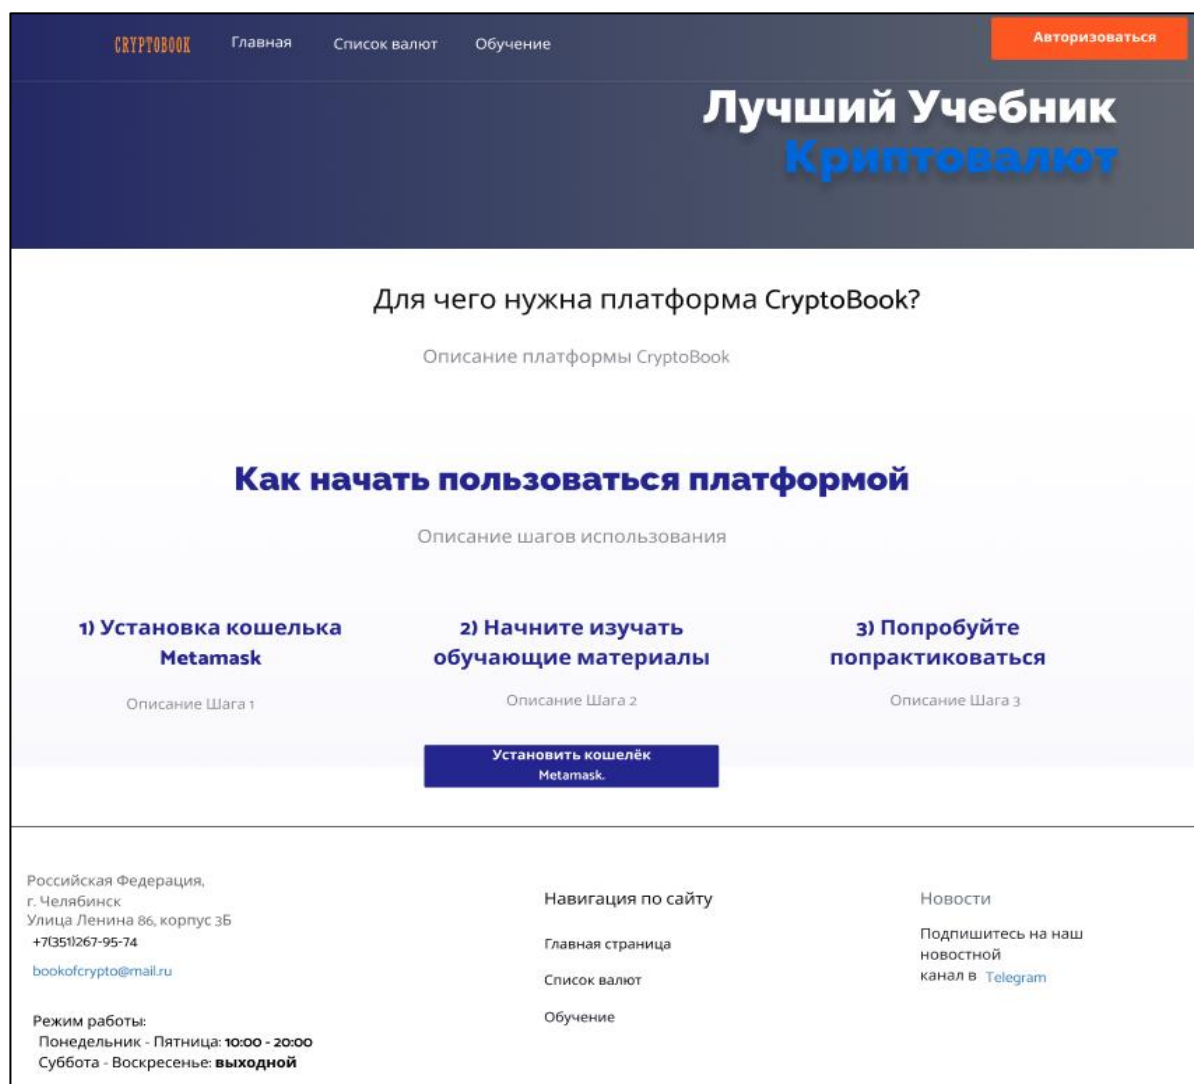 CRYPTOBOOK
Главная
Список валют
Обучение
Авторизоваться
Лучший Учебник
Криптовалют
Для чего нужна платформа CryptoBook?
Описание платформы CryptoBook
Как начать пользоваться платформой
Описание шагов использования
1) Установка кошелька
Metamask
Описание Шага 1
2) Начните изучать
обучающие материалы
Описание Шага 2
3) Попробуйте
попрактиковаться
Описание Шага 3
Установить кошелёк
Metamask.
Российская Федерация,
г. Челябинск
Улица Ленина 86, корпус 3Б
+7(351)267-95-74
bookofcrypto@mail.ru
Режим работы:
Понедельник - Пятница: 10:00 - 20:00
Суббота - Воскресенье: выходной
Навигация по сайту
Главная страница
Список валют
Обучение
Новости
Подпишитесь на наш
новостной
канал в Telegram